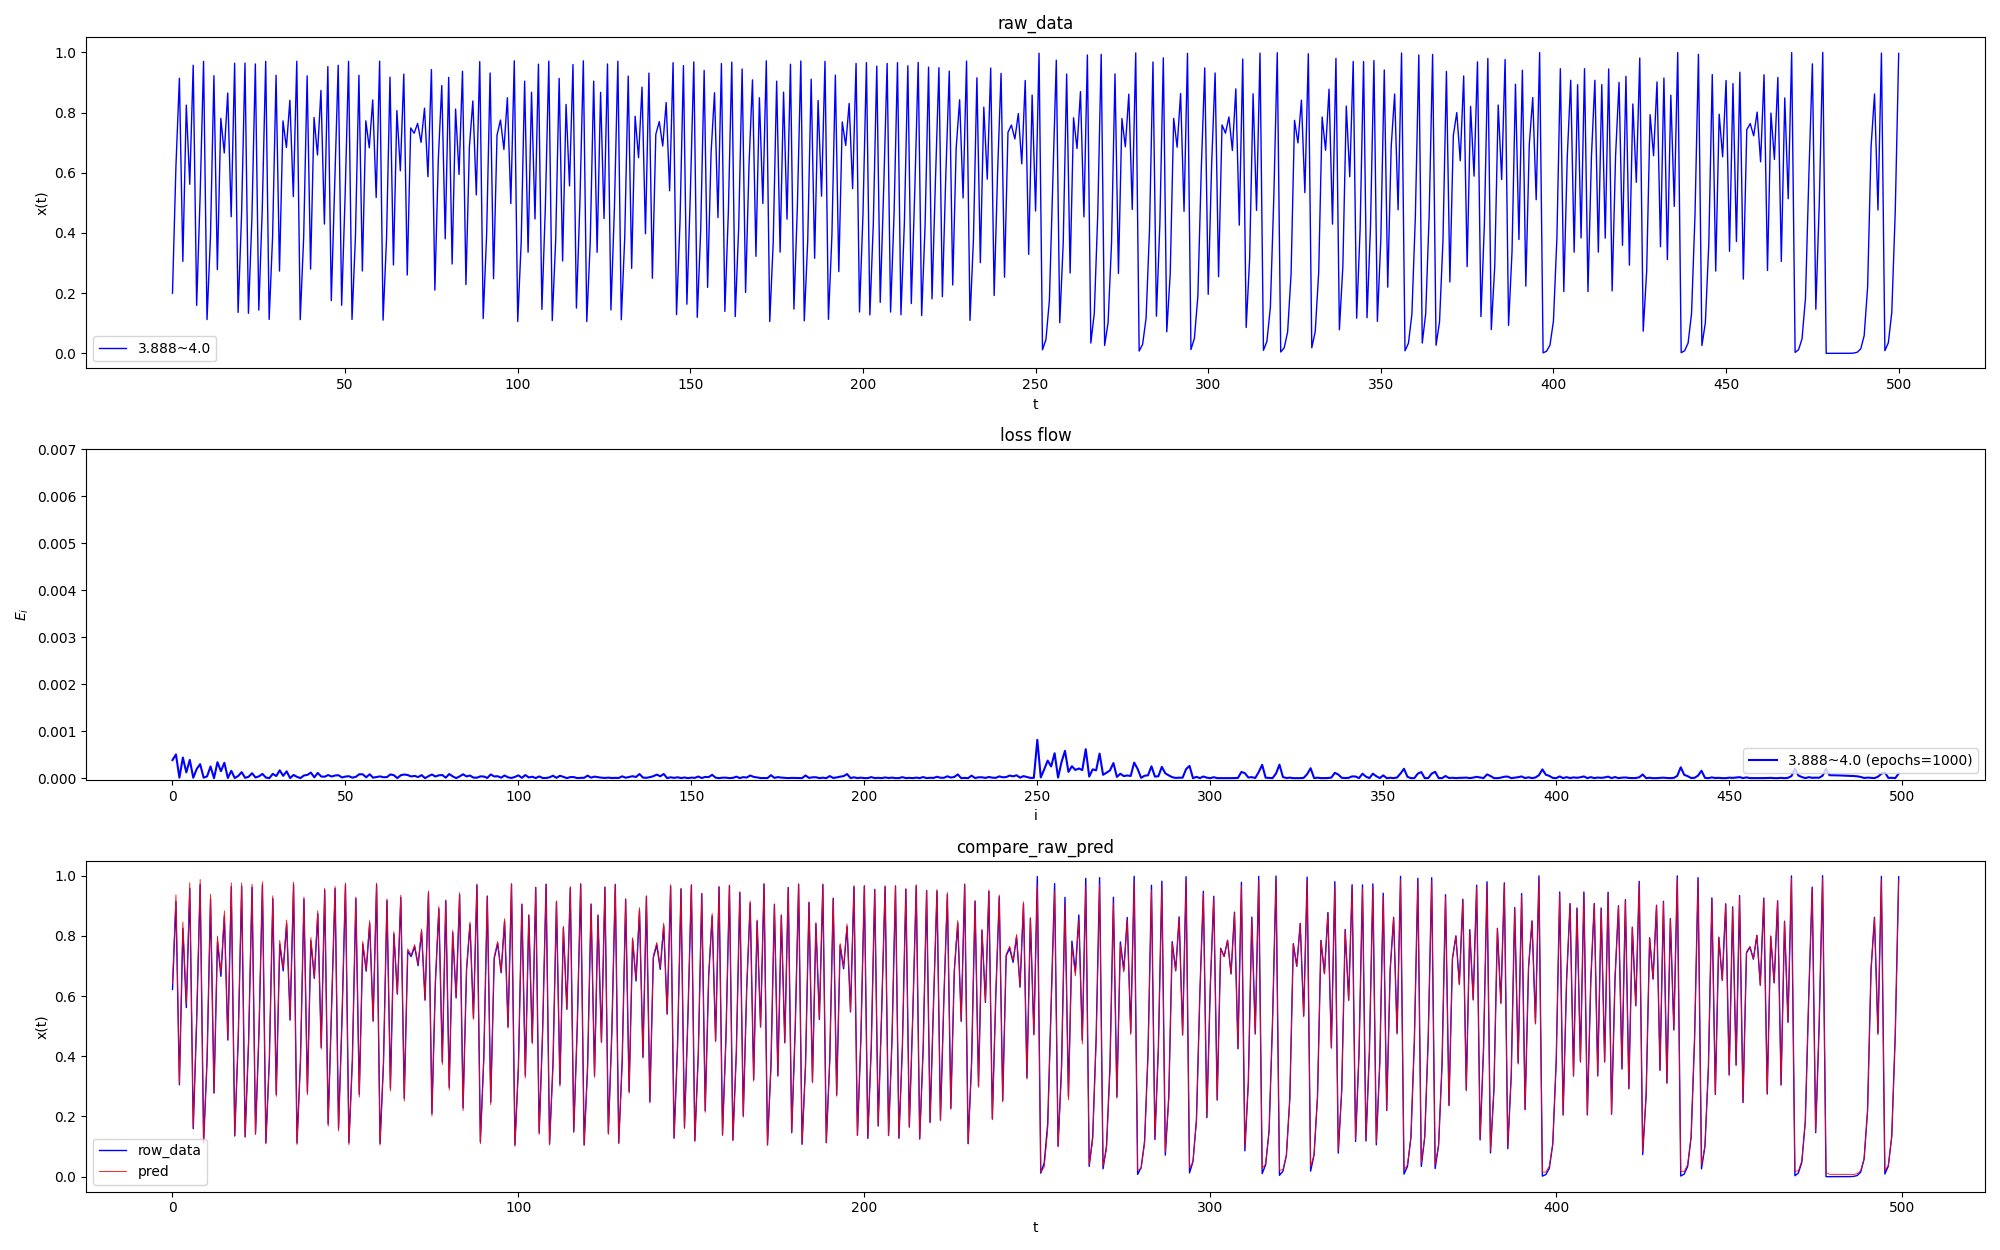 raw_data
1.0
0.8
0.6
0.4
0.2
0.0
x(t)
3.888~4.0
50 100 150 200 250 300 350 400 450 500
t
loss flow
0.007
0.006
0.005
0.004
0.003
0.002
0.001
0.000
E_i
3.888~4.0 (epochs=1000)
0 50 100 150 200 250 300 350 400 450 500
i
compare_raw_pred
1.0
0.8
0.6
0.4
0.2
0.0
x(t)
row_data
pred
0 100 200 300 400 500
t